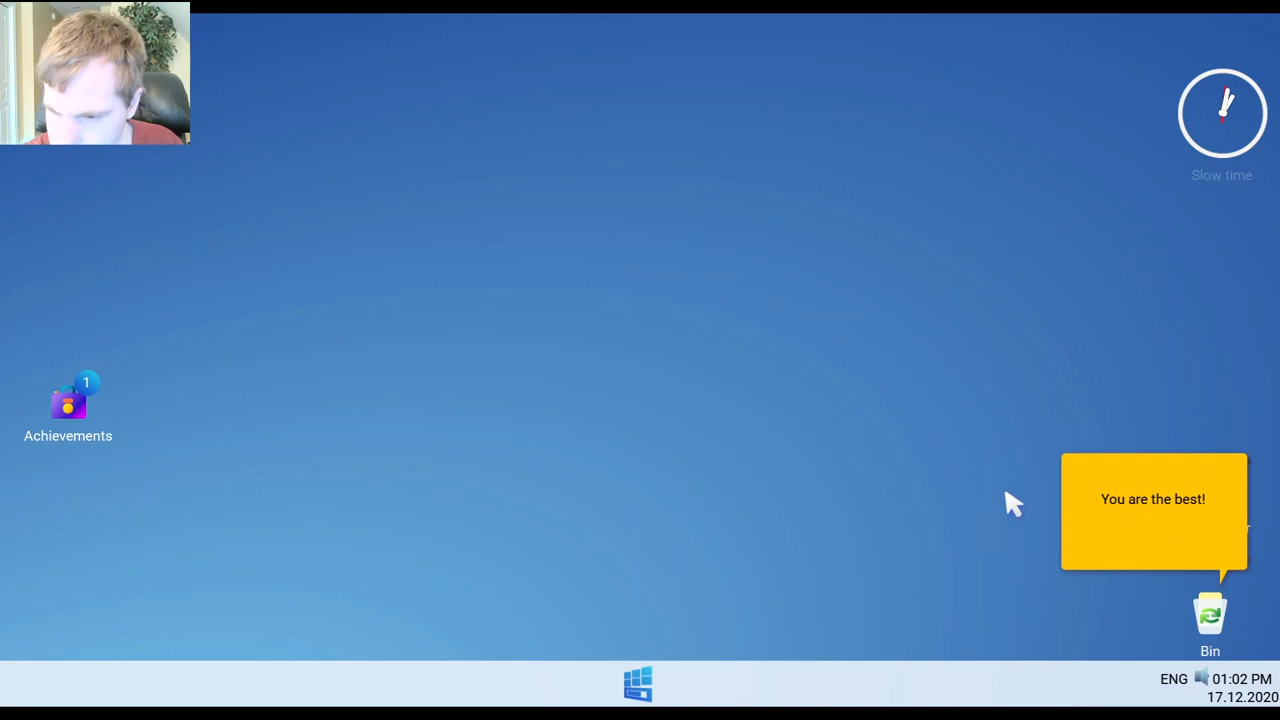 Slow time
1
Achievements
You are the best!
r
Bin
ENG 01:02 PM
17.12.2020